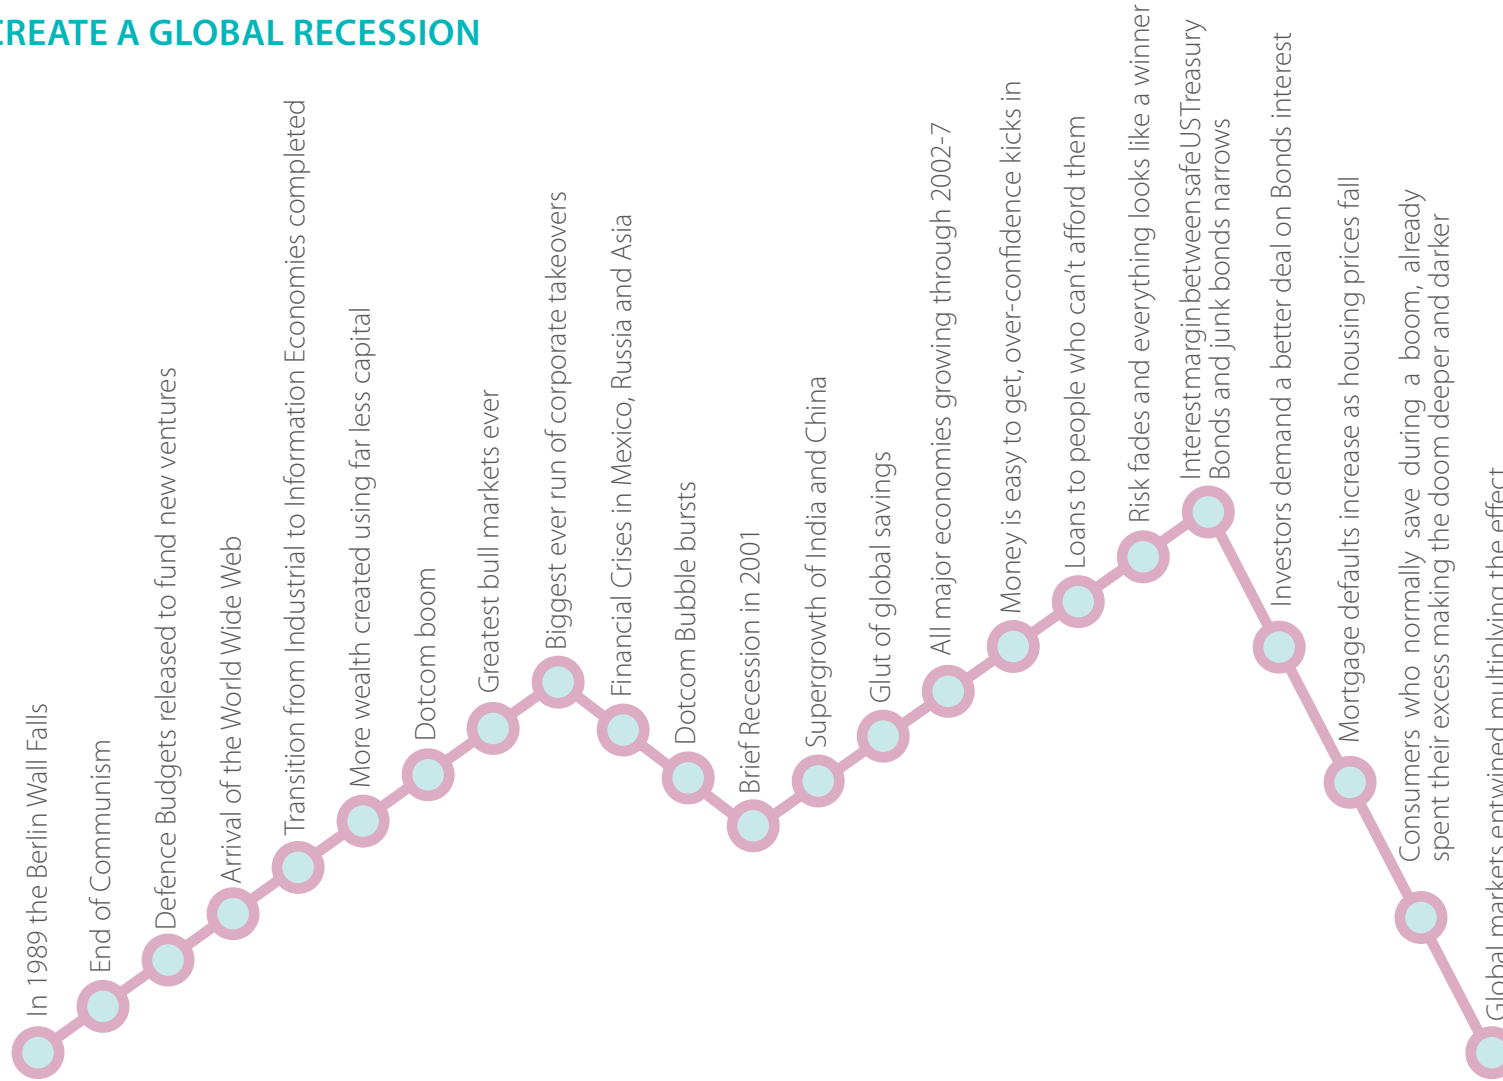 CREATE A GLOBAL RECESSION
In 1989 the Berlin Wall Falls
End of Communism
Defence Budgets released to fund new ventures
Arrival of the World Wide Web
Transition from Industrial to Information Economies completed
More wealth created using far less capital
Dotcom boom
Greatest bull markets ever
Biggest ever run of corporate takeovers
Financial Crises in Mexico, Russia and Asia
Dotcom Bubble bursts
Brief Recession in 2001
Supergrowth of India and China
Glut of global savings
All major economies growing through 2002-7
Money is easy to get, over-confidence kicks in
Loans to people who can't afford them
Risk fades and everything looks like a winner
Interest margin between safe US Treasury
Bonds and junk bonds narrows
Investors demand a better deal on Bonds interest
Mortgage defaults increase as housing prices fall
Consumers who normally save during a boom, already
spent their excess making the doom deeper and darker
Global markets entwined multiplying the effect